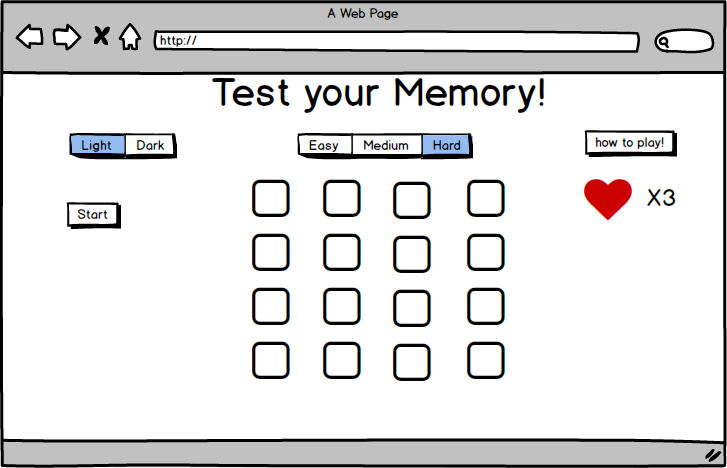 A Web Page
http://
Test your Memory!
Light Dark
Easy Medium Hard
how to play!
Start
X3